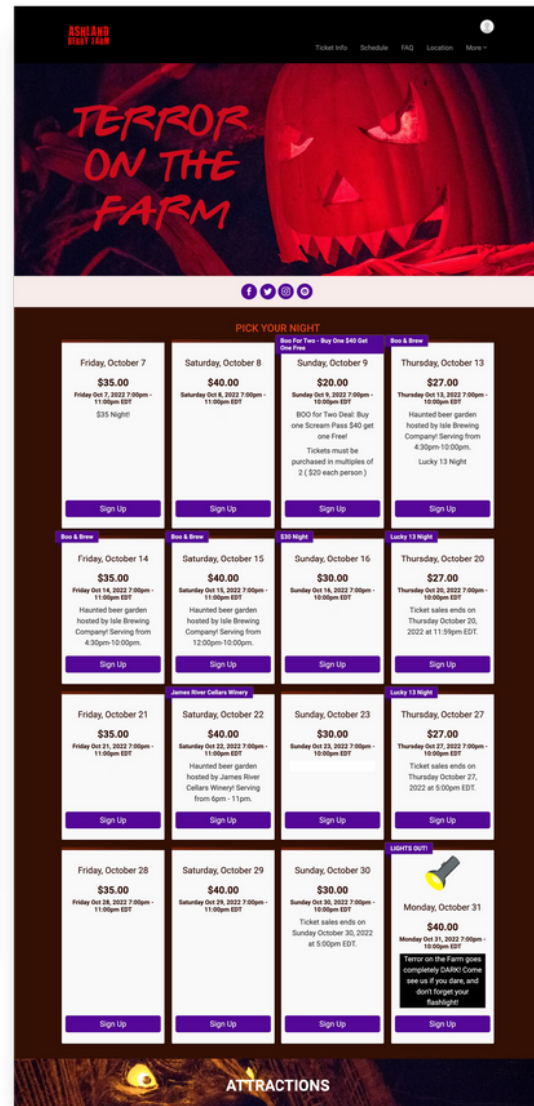 ASHLAND
BERRY FARM
Ticket Info Schedule FAQ Location More
TERROR
ON THE
FARM
PICK YOUR NIGHT
Friday, October 7
$35.00
Friday Oct 7, 2022 7:00pm -
11:00pm EDT
$35 Night!
Sign Up
Saturday, October 8
$40.00
Saturday Oct 8, 2022 7:00pm -
11:00pm EDT
Sign Up
Boo For Two - Buy One $40 Get
One Free
Sunday, October 9
$20.00
Sunday Oct 9, 2022 7:00pm -
10:00pm EDT
BOO for Two Deal: Buy
one Scream Pass $40 get
one Free!
Tickets must be
purchased in multiples of
2 ( $20 each person )
Sign Up
Boo & Brew
Thursday, October 13
$27.00
Thursday Oct 13, 2022 7:00pm -
10:00pm EDT
Haunted beer garden
hosted by Isle Brewing
Company! Serving from
4:30pm-10:00pm.
Lucky 13 Night
Sign Up
Boo & Brew
Friday, October 14
$35.00
Friday Oct 14, 2022 7:00pm -
11:00pm EDT
Haunted beer garden
hosted by Isle Brewing
Company! Serving from
4:30pm-10:00pm.
Sign Up
Boo & Brew
Saturday, October 15
$40.00
Saturday Oct 15, 2022 7:00pm -
11:00pm EDT
Haunted beer garden
hosted by Isle Brewing
Company! Serving from
12:00pm-10:00pm.
Sign Up
$30 Night
Sunday, October 16
$30.00
Sunday Oct 16, 2022 7:00pm -
10:00pm EDT
Sign Up
Lucky 13 Night
Thursday, October 20
$27.00
Thursday Oct 20, 2022 7:00pm -
10:00pm EDT
Ticket sales ends on
Thursday October 20,
2022 at 11:59pm EDT.
Sign Up
Friday, October 21
$35.00
Friday Oct 21, 2022 7:00pm -
11:00pm EDT
Sign Up
James River Cellars Winery
Saturday, October 22
$40.00
Saturday Oct 22, 2022 7:00pm -
11:00pm EDT
Haunted beer garden
hosted by James River
Cellars Winery! Serving
from 6pm - 11pm.
Sign Up
Sunday, October 23
$30.00
Sunday Oct 23, 2022 7:00pm -
10:00pm EDT
Sign Up
Lucky 13 Night
Thursday, October 27
$27.00
Thursday Oct 27, 2022 7:00pm -
10:00pm EDT
Ticket sales ends on
Thursday October 27,
2022 at 5:00pm EDT.
Sign Up
Friday, October 28
$35.00
Friday Oct 28, 2022 7:00pm -
11:00pm EDT
Sign Up
Saturday, October 29
$40.00
Saturday Oct 29, 2022 7:00pm -
11:00pm EDT
Sign Up
Sunday, October 30
$30.00
Sunday Oct 30, 2022 7:00pm -
10:00pm EDT
Ticket sales ends on
Sunday October 30, 2022
at 5:00pm EDT.
Sign Up
LIGHTS OUT!
Monday, October 31
$40.00
Monday Oct 31, 2022 7:00pm -
10:00pm EDT
Terror on the Farm goes
completely DARK! Come
see us if you dare, and
don't forget your
flashlight!
Sign Up
ATTRACTIONS